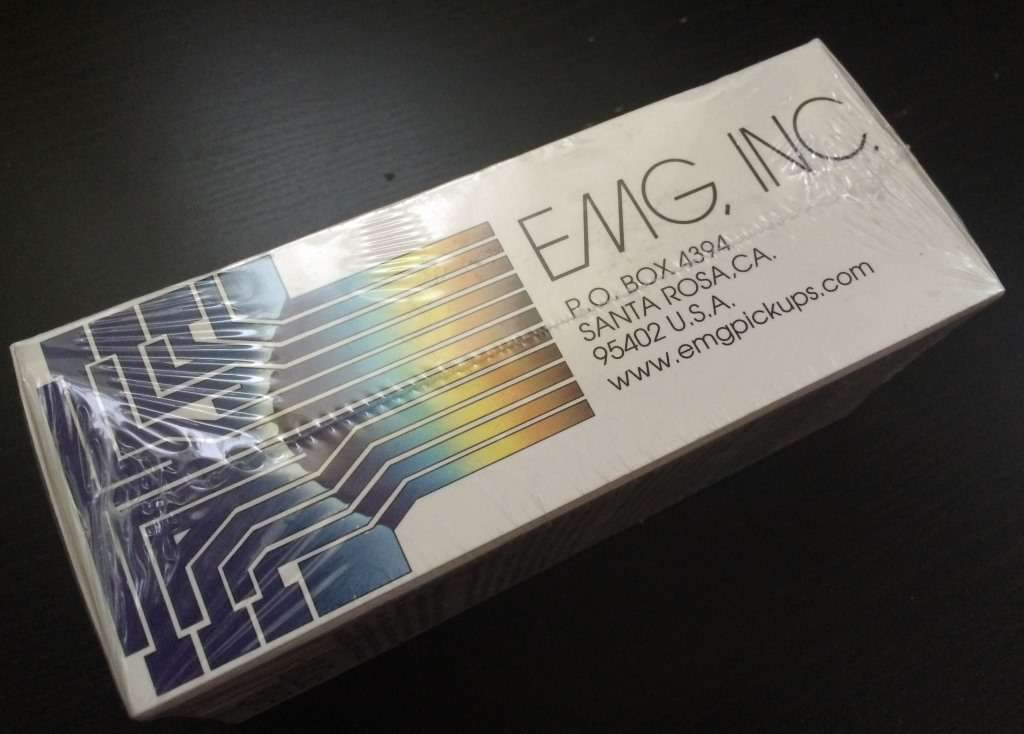 EMG, INC.
P.O. BOX 4394
SANTA ROSA, CA.
95402 U.S.A.
www.emgpickups.com